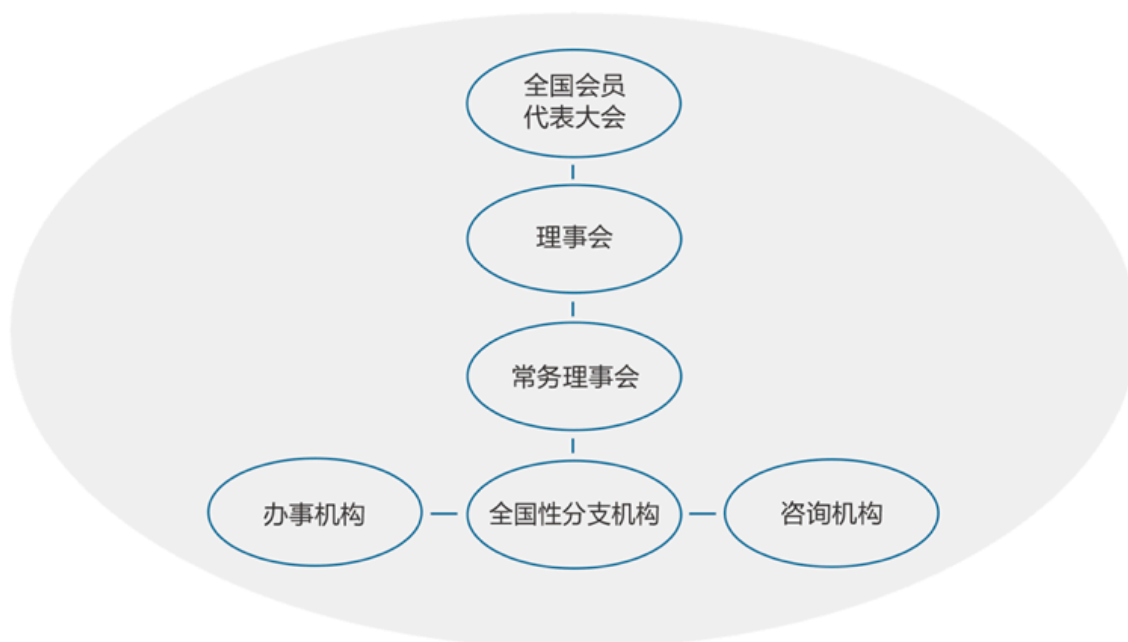 全国会员
代表大会
理事会
常务理事会
办事机构
全国性分支机构
咨询机构